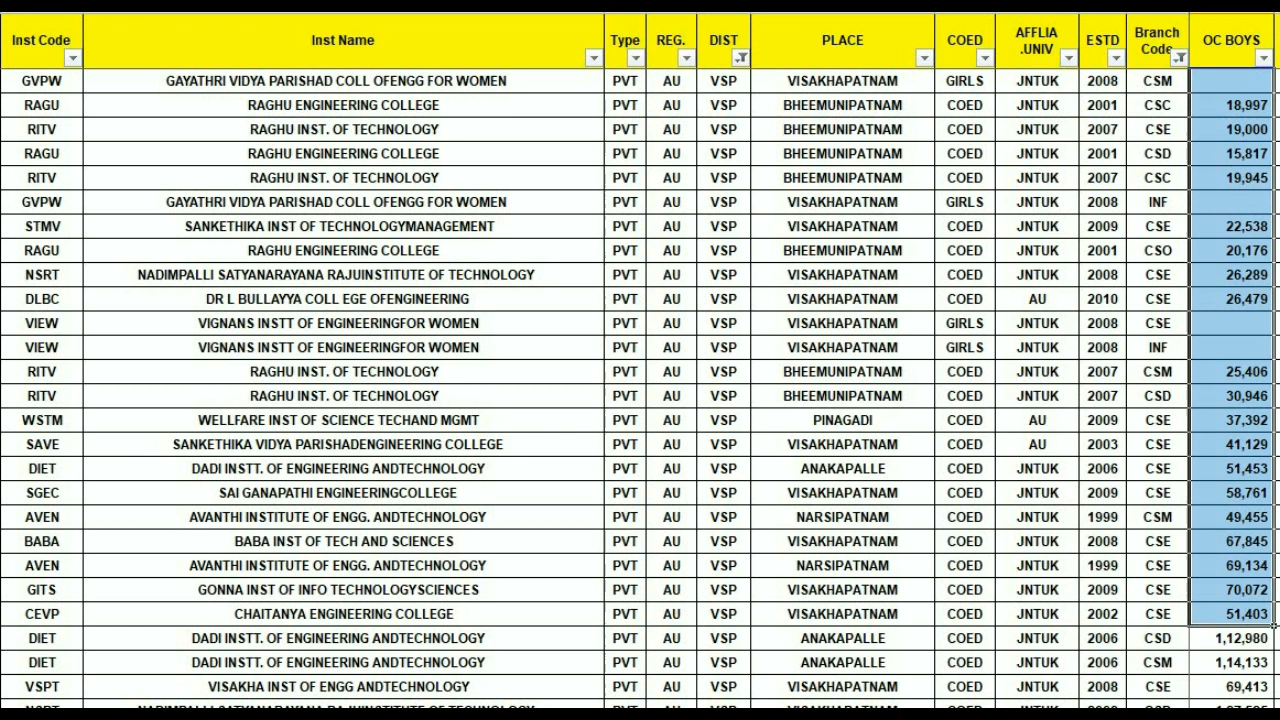 Inst Code Inst Name Type REG. DIST PLACE COED AFFLIA .UNIV ESTD Branch Code OC BOYS
GVPW GAYATHRI VIDYA PARISHAD COLL OFENGG FOR WOMEN PVT AU VSP VISAKHAPATNAM GIRLS JNTUK 2008 CSM
RAGU RAGHU ENGINEERING COLLEGE PVT AU VSP BHEEMUNIPATNAM COED JNTUK 2001 CSC 18,997
RITV RAGHU INST. OF TECHNOLOGY PVT AU VSP BHEEMUNIPATNAM COED JNTUK 2007 CSE 19,000
RAGU RAGHU ENGINEERING COLLEGE PVT AU VSP BHEEMUNIPATNAM COED JNTUK 2001 CSD 15,817
RITV RAGHU INST. OF TECHNOLOGY PVT AU VSP BHEEMUNIPATNAM COED JNTUK 2007 CSC 19,945
GVPW GAYATHRI VIDYA PARISHAD COLL OFENGG FOR WOMEN PVT AU VSP VISAKHAPATNAM GIRLS JNTUK 2008 INF
STMV SANKETHIKA INST OF TECHNOLOGYMANAGEMENT PVT AU VSP VISAKHAPATNAM COED JNTUK 2009 CSE 22,538
RAGU RAGHU ENGINEERING COLLEGE PVT AU VSP BHEEMUNIPATNAM COED JNTUK 2001 CSO 20,176
NSRT NADIMPALLI SATYANARAYANA RAJUINSTITUTE OF TECHNOLOGY PVT AU VSP VISAKHAPATNAM COED JNTUK 2008 CSE 26,289
DLBC DR L BULLAYYA COLL EGE OFENGINEERING PVT AU VSP VISAKHAPATNAM COED AU 2010 CSE 26,479
VIEW VIGNANS INSTT OF ENGINEERINGFOR WOMEN PVT AU VSP VISAKHAPATNAM GIRLS JNTUK 2008 CSE
VIEW VIGNANS INSTT OF ENGINEERINGFOR WOMEN PVT AU VSP VISAKHAPATNAM GIRLS JNTUK 2008 INF
RITV RAGHU INST. OF TECHNOLOGY PVT AU VSP BHEEMUNIPATNAM COED JNTUK 2007 CSM 25,406
RITV RAGHU INST. OF TECHNOLOGY PVT AU VSP BHEEMUNIPATNAM COED JNTUK 2007 CSD 30,946
WSTM WELLFARE INST OF SCIENCE TECHAND MGMT PVT AU VSP PINAGADI COED AU 2009 CSE 37,392
SAVE SANKETHIKA VIDYA PARISHADENGINEERING COLLEGE PVT AU VSP VISAKHAPATNAM COED AU 2003 CSE 41,129
DIET DADI INSTT. OF ENGINEERING ANDTECHNOLOGY PVT AU VSP ANAKAPALLE COED JNTUK 2006 CSE 51,453
SGEC SAI GANAPATHI ENGINEERINGCOLLEGE PVT AU VSP VISAKHAPATNAM COED JNTUK 2009 CSE 58,761
AVEN AVANTHI INSTITUTE OF ENGG. ANDTECHNOLOGY PVT AU VSP NARSIPATNAM COED JNTUK 1999 CSM 49,455
BABA BABA INST OF TECH AND SCIENCES PVT AU VSP VISAKHAPATNAM COED JNTUK 2008 CSE 67,845
AVEN AVANTHI INSTITUTE OF ENGG. ANDTECHNOLOGY PVT AU VSP NARSIPATNAM COED JNTUK 1999 CSE 69,134
GITS GONNA INST OF INFO TECHNOLOGYSCIENCES PVT AU VSP VISAKHAPATNAM COED JNTUK 2009 CSE 70,072
CEVP CHAITANYA ENGINEERING COLLEGE PVT AU VSP VISAKHAPATNAM COED JNTUK 2002 CSE 51,403
DIET DADI INSTT. OF ENGINEERING ANDTECHNOLOGY PVT AU VSP ANAKAPALLE COED JNTUK 2006 CSD 1,12,980
DIET DADI INSTT. OF ENGINEERING ANDTECHNOLOGY PVT AU VSP ANAKAPALLE COED JNTUK 2006 CSM 1,14,133
VSPT VISAKHA INST OF ENGG ANDTECHNOLOGY PVT AU VSP VISAKHAPATNAM COED JNTUK 2008 CSE 69,413